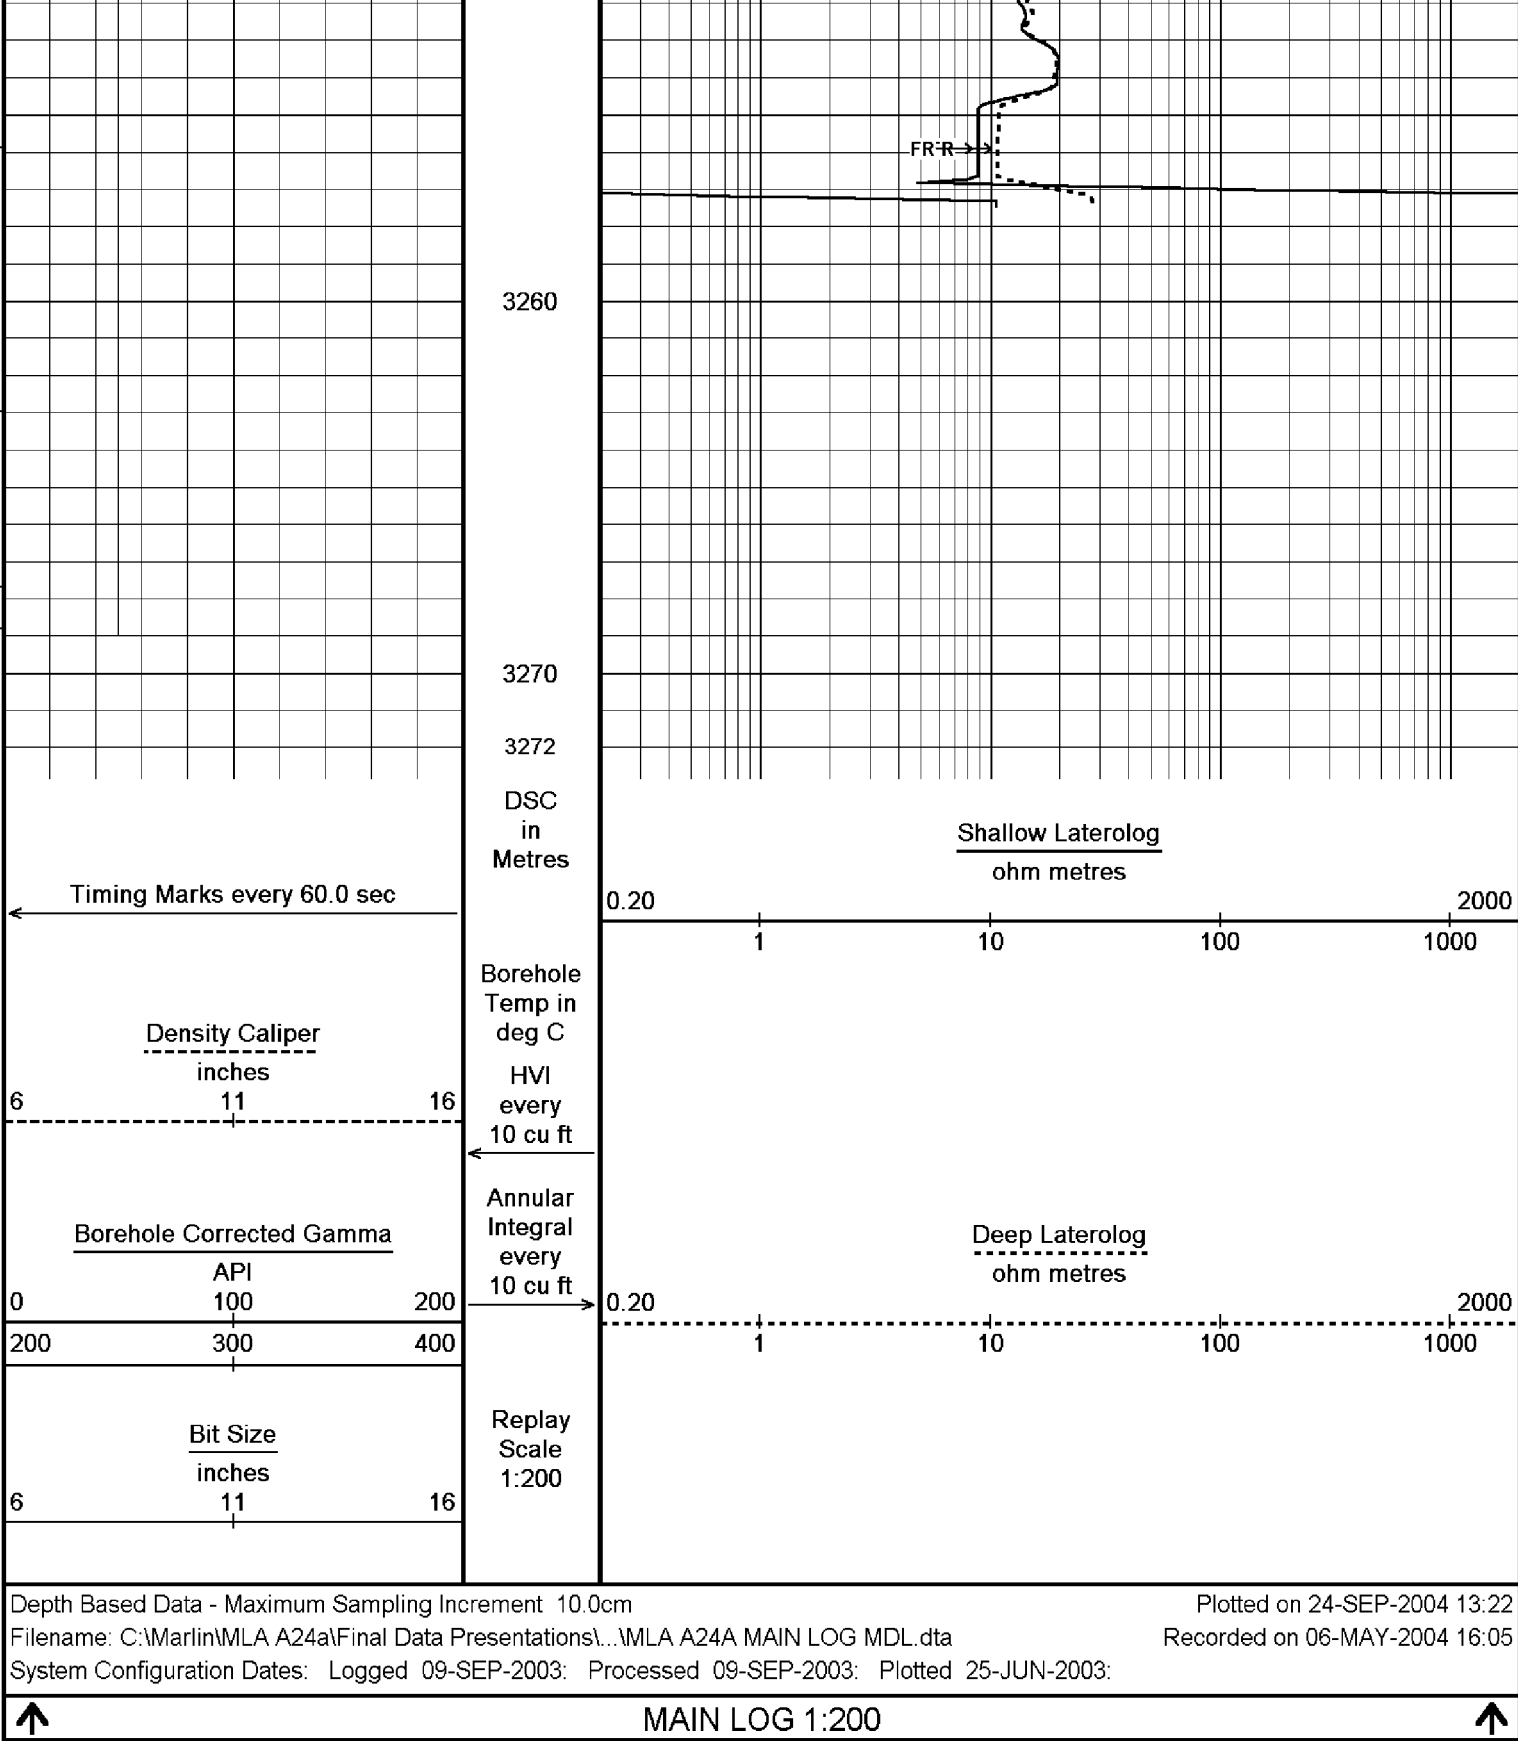 FR R
3260
3270
3272
DSC
in
Metres
Timing Marks every 60.0 sec
Shallow Laterolog
ohm metres
0.20 2000
1 10 100 1000
Borehole
Temp in
deg C
Density Caliper
inches
6 11 16
HVI
every
10 cu ft
Annular
Integral
every
10 cu ft
Borehole Corrected Gamma
API
0 100 200
200 300 400
Deep Laterolog
ohm metres
0.20 2000
1 10 100 1000
Bit Size
inches
6 11 16
Replay
Scale
1:200
Depth Based Data - Maximum Sampling Increment 10.0cm
Plotted on 24-SEP-2004 13:22
Filename: C:\Marlin\MLA A24a\Final Data Presentations\...\MLA A24A MAIN LOG MDL.dta
Recorded on 06-MAY-2004 16:05
System Configuration Dates: Logged 09-SEP-2003: Processed 09-SEP-2003: Plotted 25-JUN-2003:
MAIN LOG 1:200